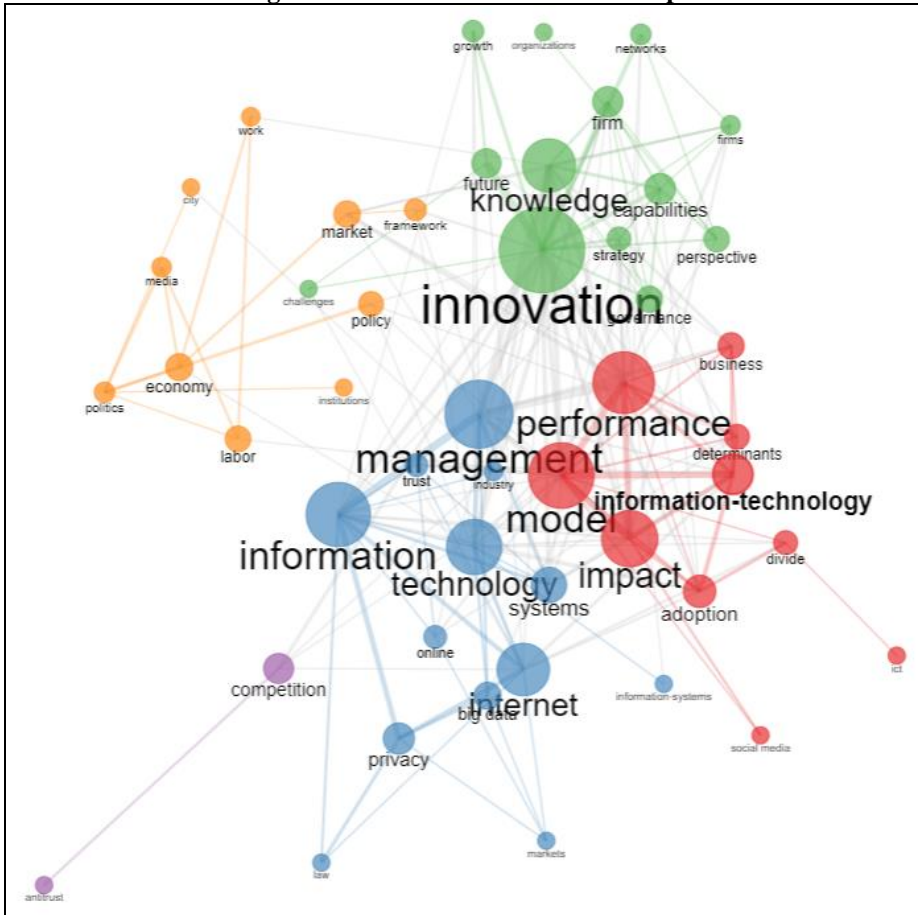 growth
organizations
networks
work
firm
firms
city
future
knowledge
capabilities
market
framework
strategy
perspective
media
challenges
innovation
governance
policy
business
economy
politics
institutions
performance
labor
management
determinants
trust
industry
information-technology
model
information
technology
impact
divide
systems
adoption
online
ict
competition
information-systems
big data
internet
social media
privacy
markets
law
antitrust